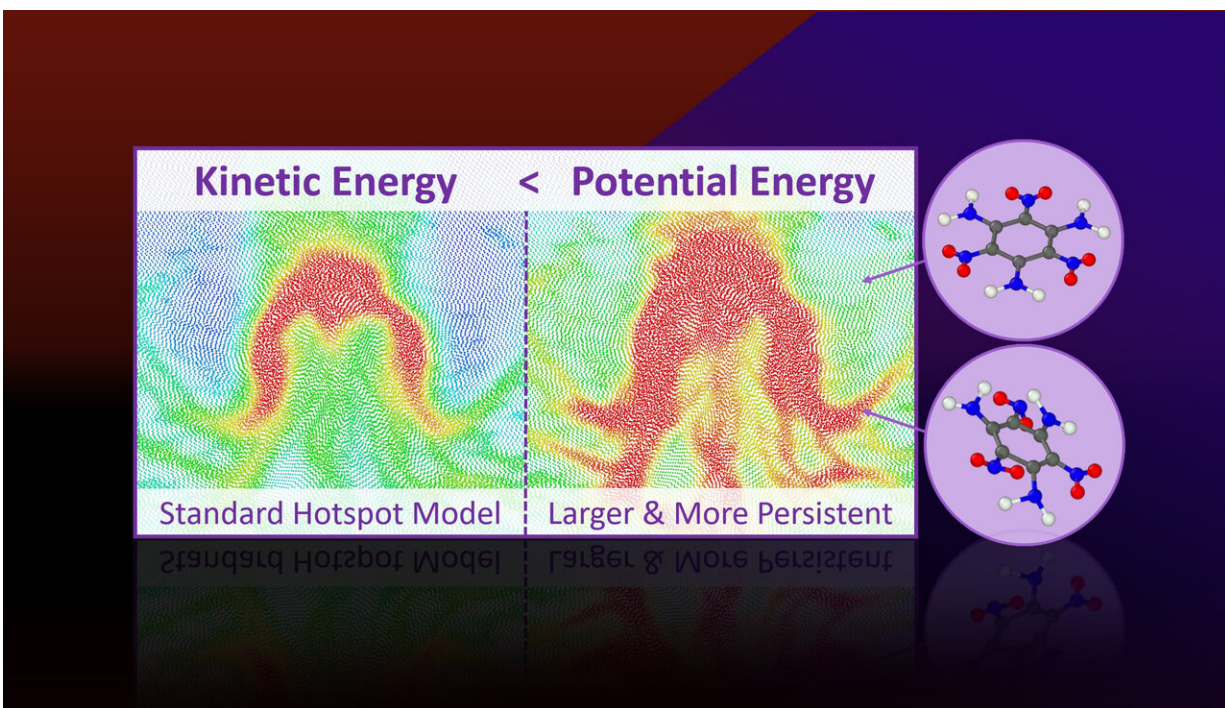 Kinetic Energy < Potential Energy
Standard Hotspot Model
Larger & More Persistent